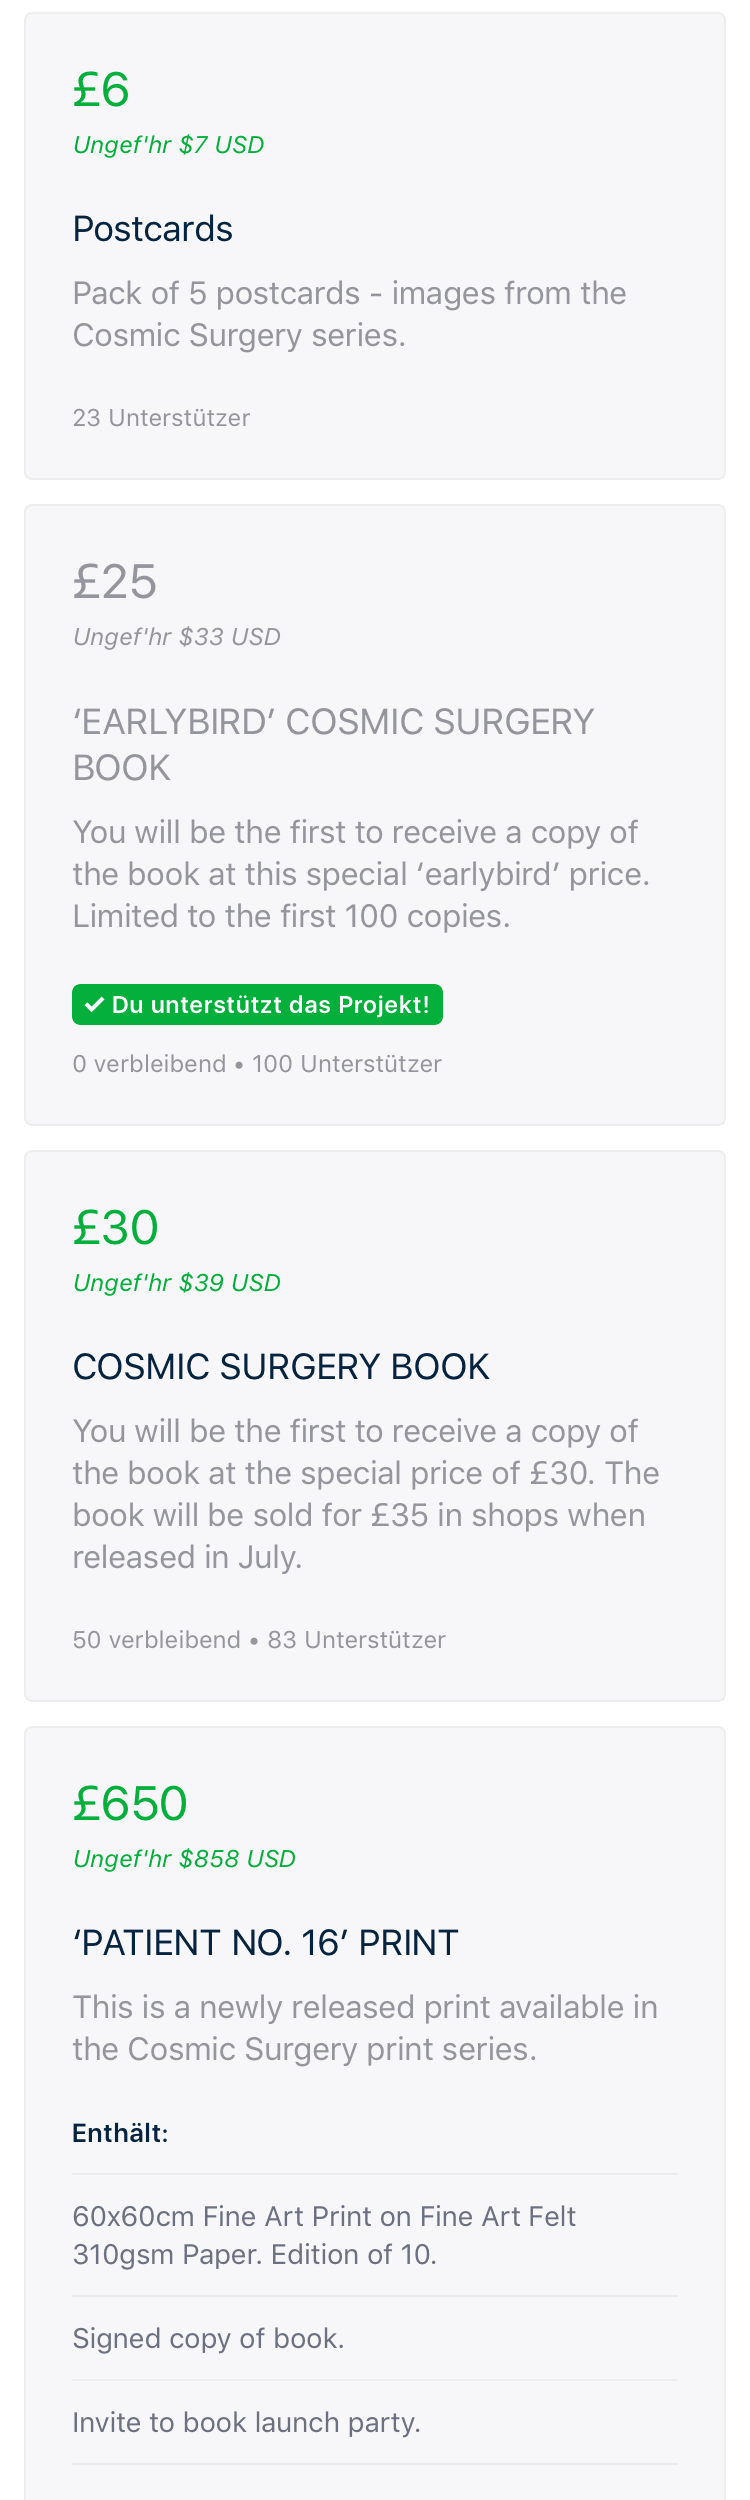 £6
Ungef'hr $7 USD
Postcards
Pack of 5 postcards - images from the
Cosmic Surgery series.
23 Unterstützer
£25
Ungef'hr $33 USD
‘EARLYBIRD’ COSMIC SURGERY
BOOK
You will be the first to receive a copy of
the book at this special ‘earlybird’ price.
Limited to the first 100 copies.
✓ Du unterstützt das Projekt!
0 verbleibend • 100 Unterstützer
£30
Ungef'hr $39 USD
COSMIC SURGERY BOOK
You will be the first to receive a copy of
the book at the special price of £30. The
book will be sold for £35 in shops when
released in July.
50 verbleibend • 83 Unterstützer
£650
Ungef'hr $858 USD
‘PATIENT NO. 16’ PRINT
This is a newly released print available in
the Cosmic Surgery print series.
Enthält:
60x60cm Fine Art Print on Fine Art Felt
310gsm Paper. Edition of 10.
Signed copy of book.
Invite to book launch party.